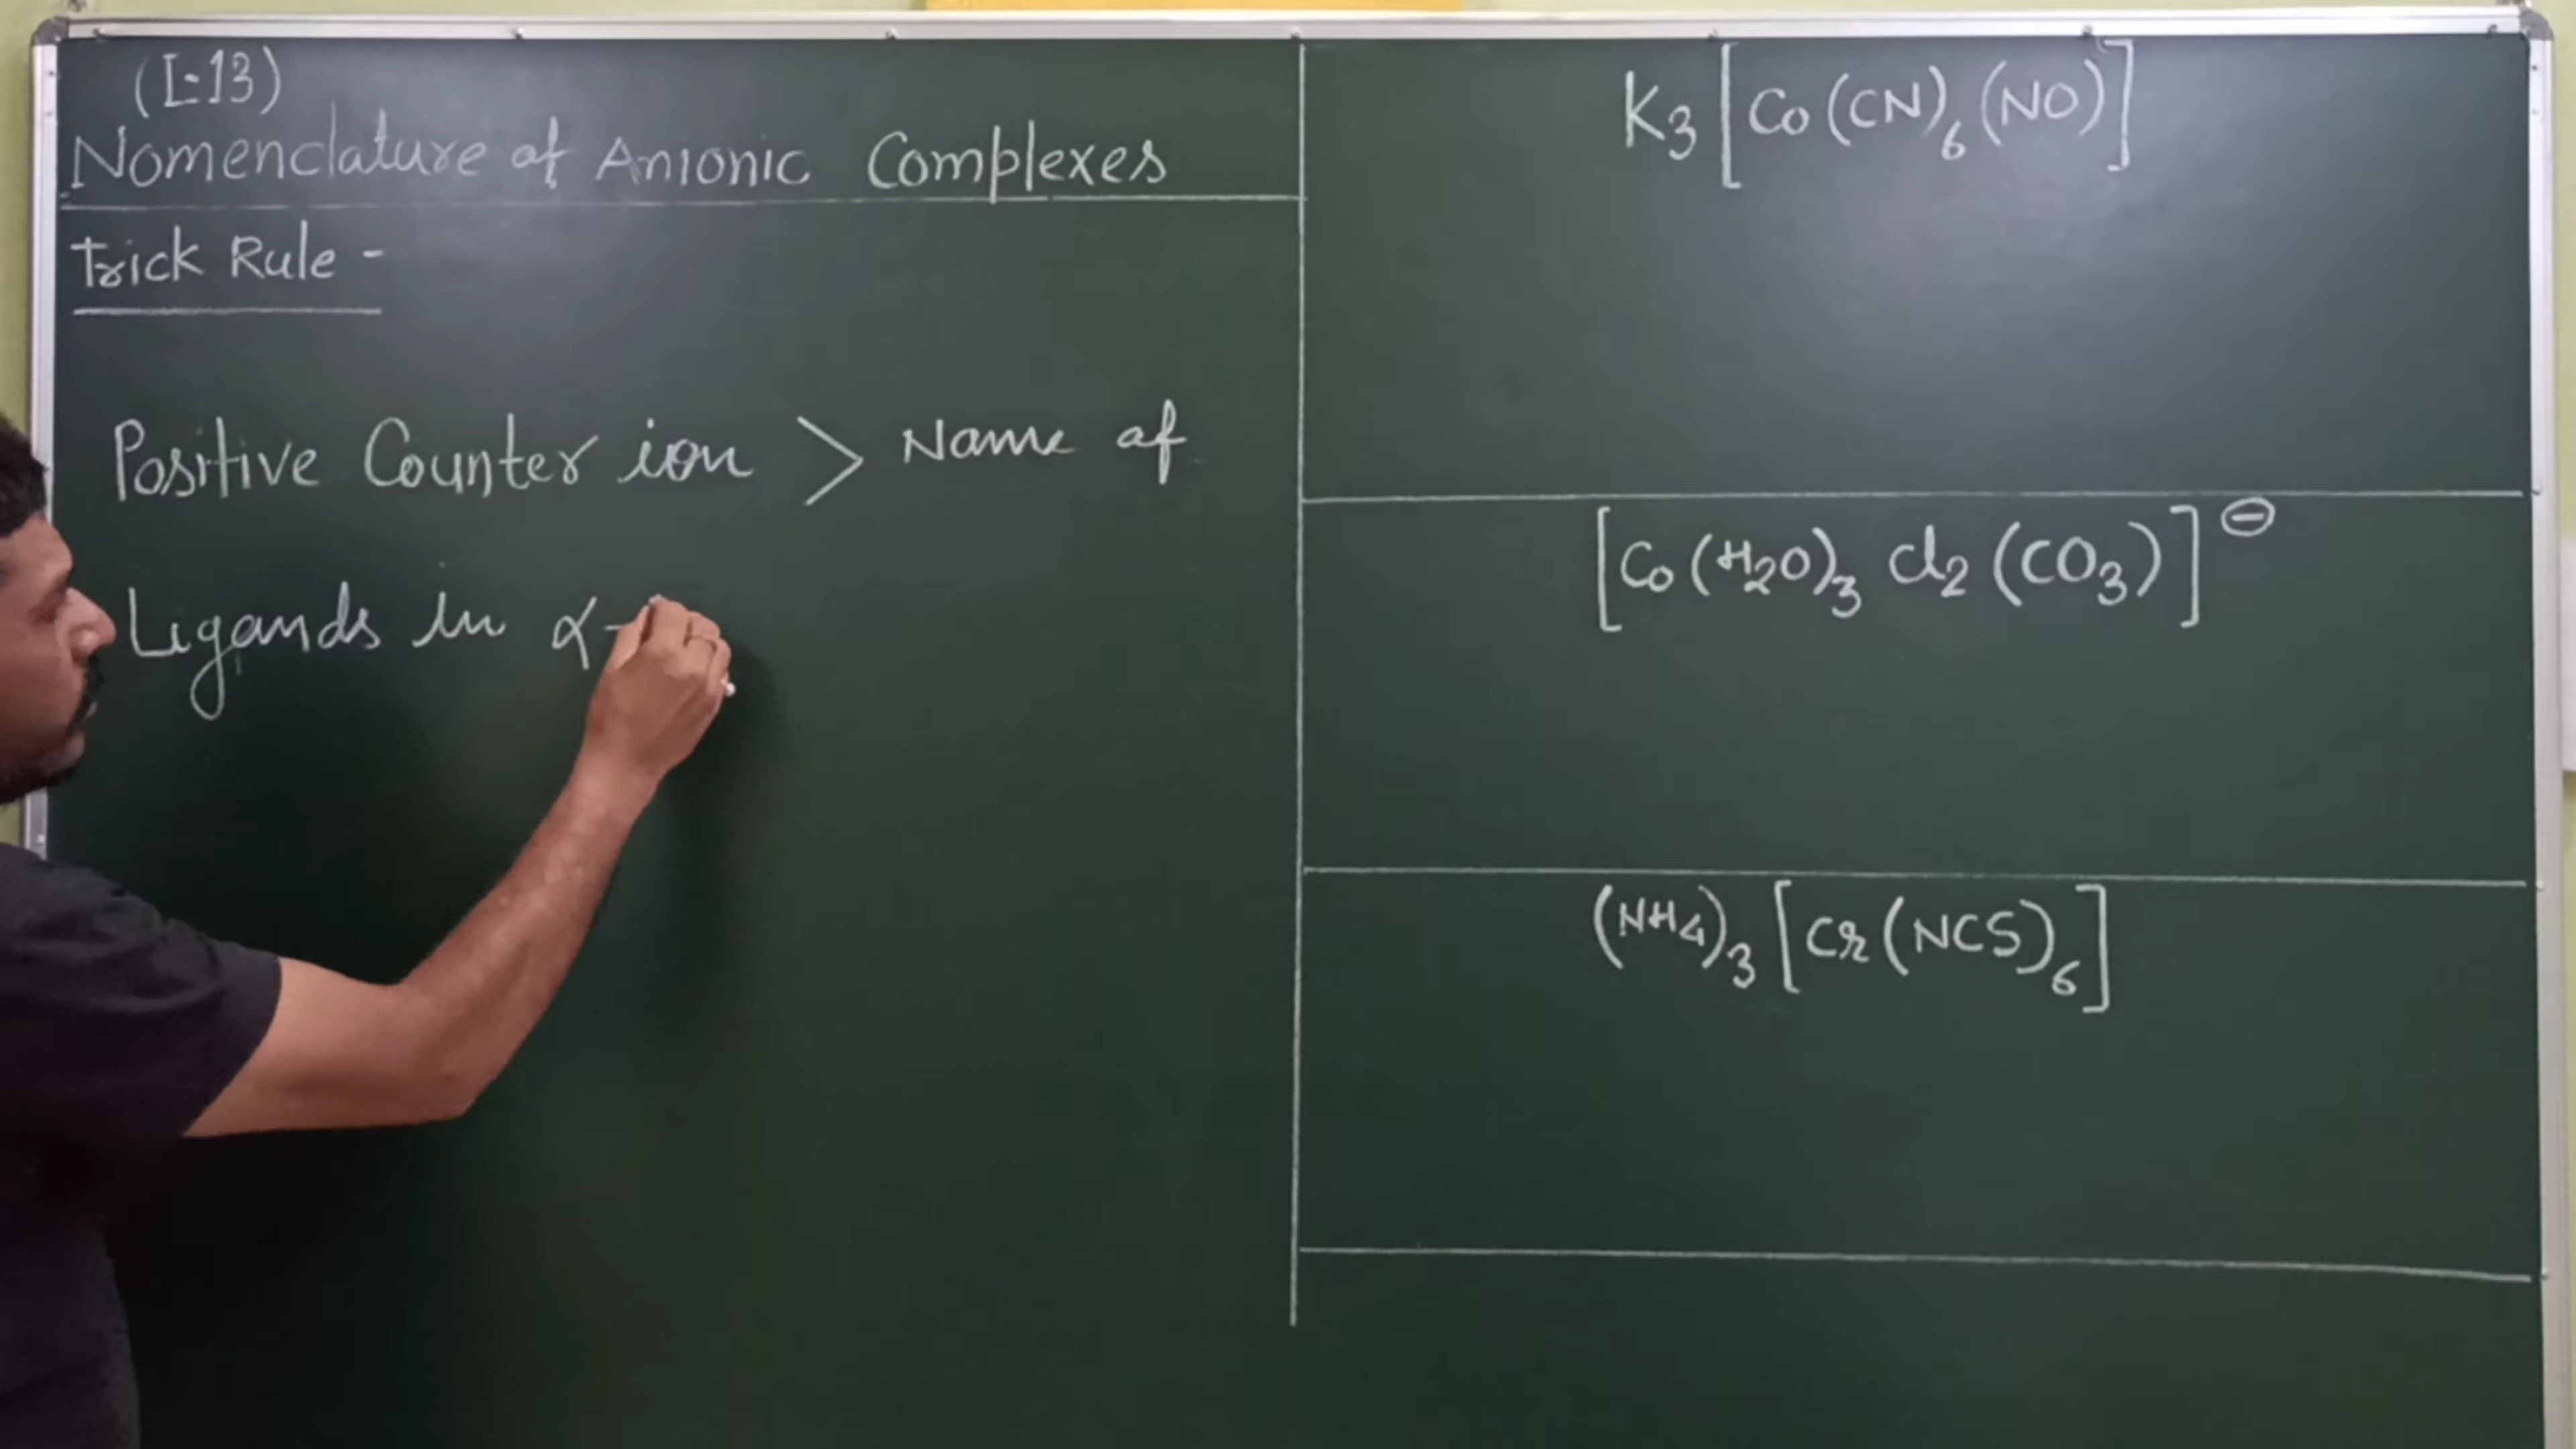 (L-13)
Nomenclature of Anionic Complexes
Trick Rule -
Positive Counter ion > Name of
Ligands in α-
K₃[Co(CN)₆(NO)]
[Co(H₂O)₃Cl₂(CO₃)]⊖
(NH₄)₃[Cr(NCS)₆]